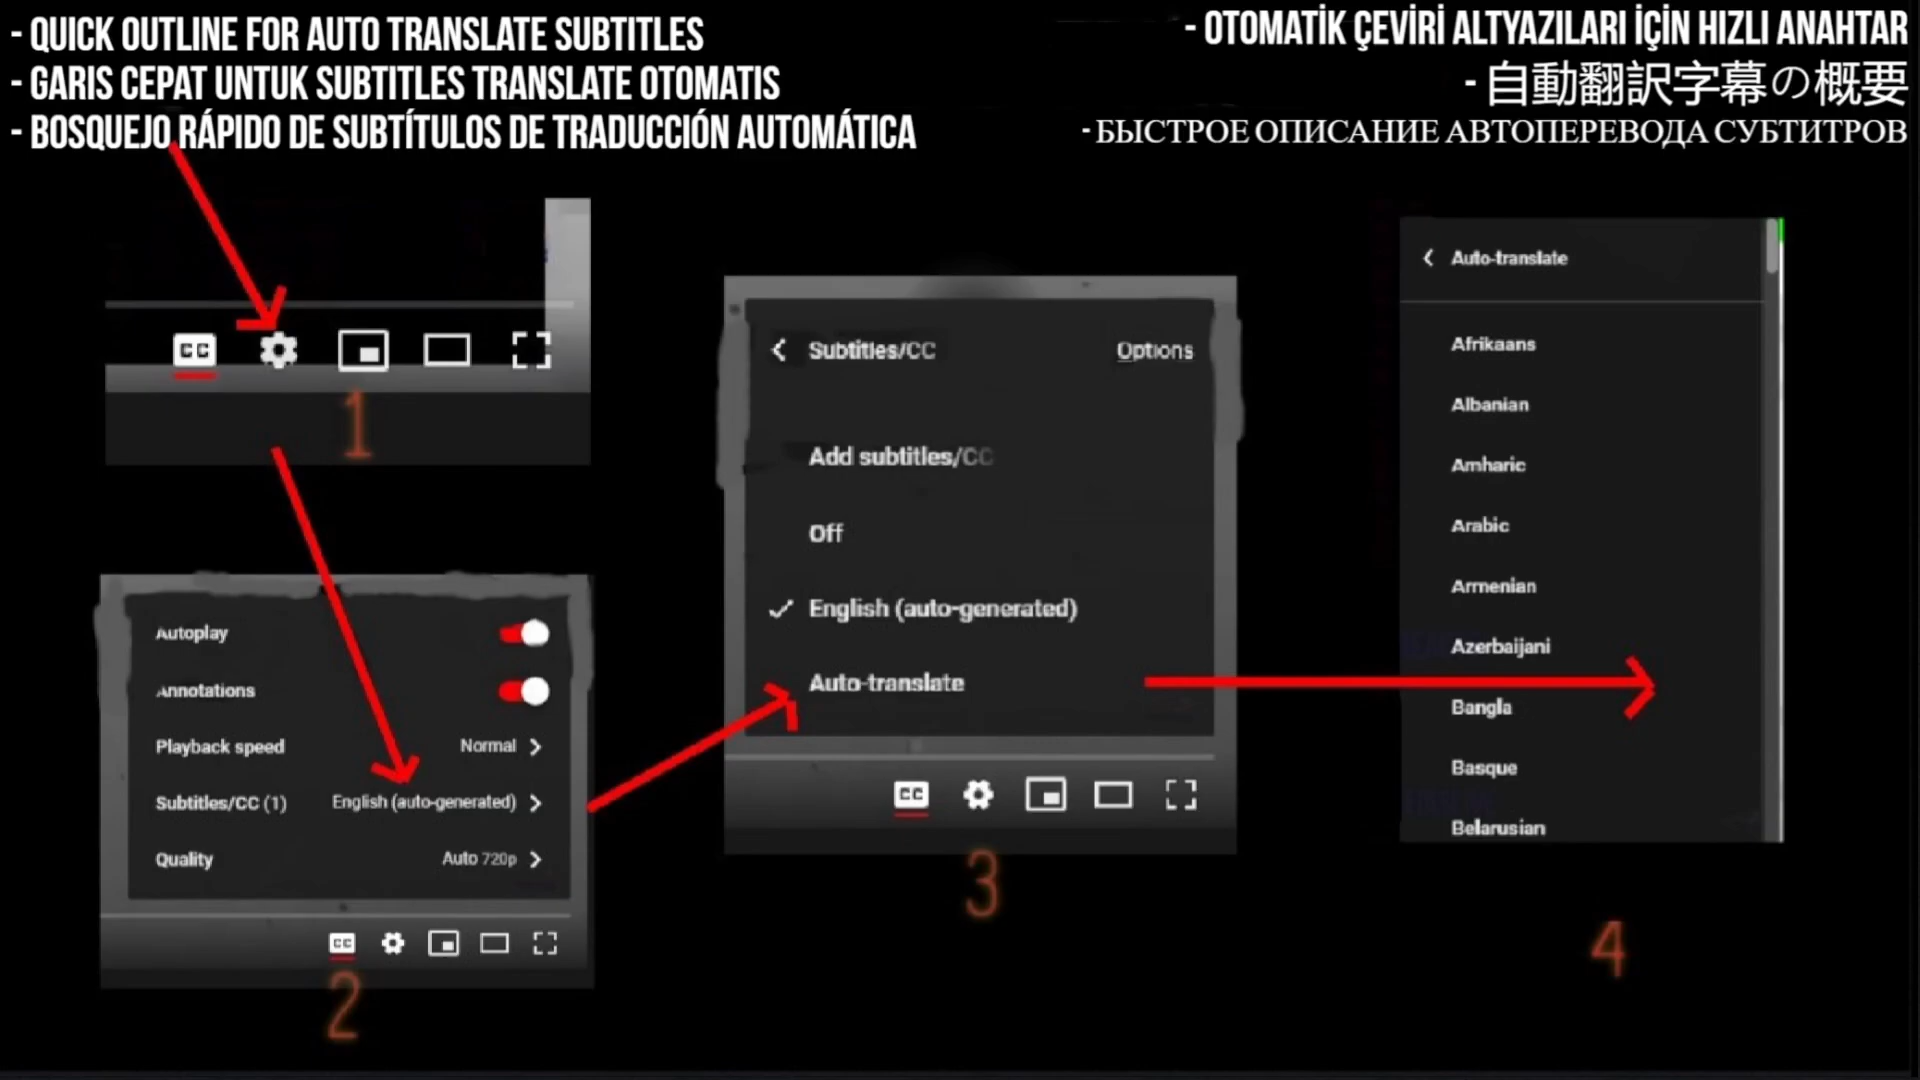 - QUICK OUTLINE FOR AUTO TRANSLATE SUBTITLES
- GARIS CEPAT UNTUK SUBTITLES TRANSLATE OTOMATIS
- BOSQUEJO RÁPIDO DE SUBTÍTULOS DE TRADUCCIÓN AUTOMÁTICA
- OTOMATİK ÇEVİRİ ALTYAZILARI İÇİN HIZLI ANAHTAR
- 自動翻訳字幕の概要
- БЫСТРОЕ ОПИСАНИЕ АВТОПЕРЕВОДА СУБТИТРОВ
CC
1
Autoplay
Annotations
Playback speed Normal
Subtitles/CC (1) English (auto-generated)
Quality Auto 720p
CC
2
Subtitles/CC Options
Add subtitles/CC
Off
English (auto-generated)
Auto-translate
CC
3
Auto-translate
Afrikaans
Albanian
Amharic
Arabic
Armenian
Azerbaijani
Bangla
Basque
Belarusian
4